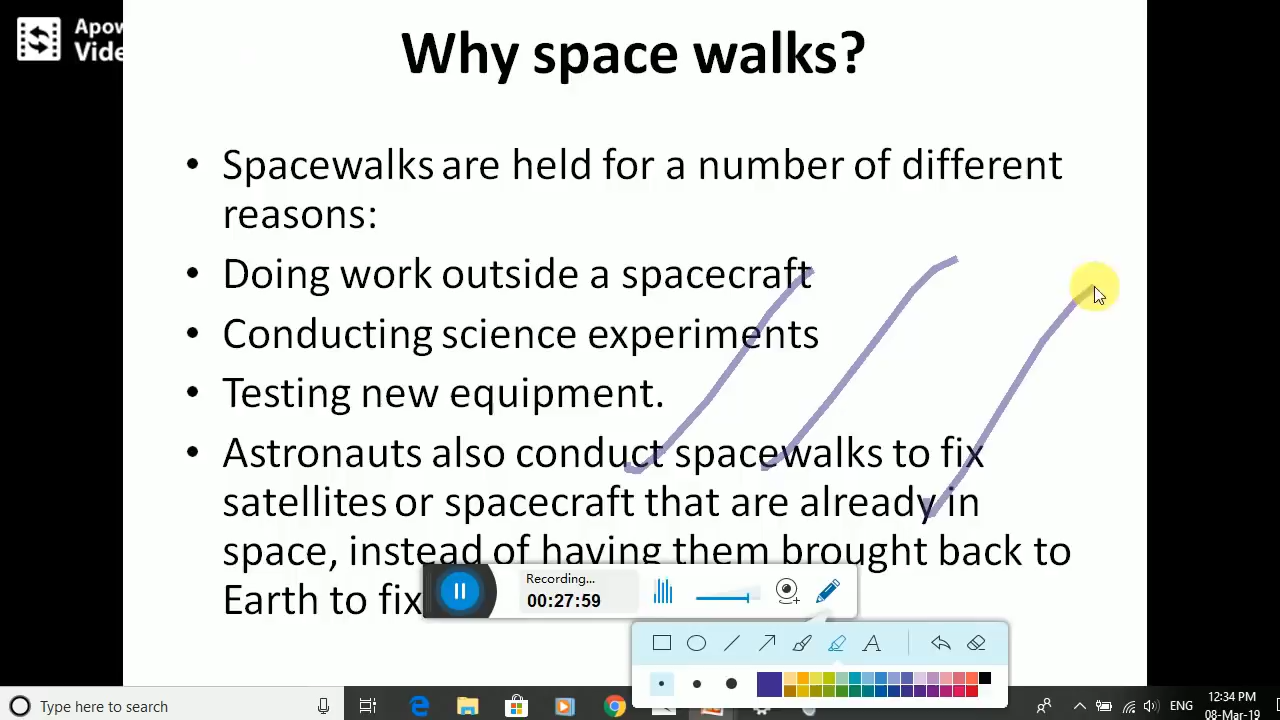 Apow
Vide
Why space walks?
• Spacewalks are held for a number of different
reasons:
• Doing work outside a spacecraft
• Conducting science experiments
• Testing new equipment.
• Astronauts also conduct spacewalks to fix
satellites or spacecraft that are already in
space, instead of having them brought back to
Earth to fix
Recording...
00:27:59
A
Type here to search
ENG
12:34 PM
08-Mar-19